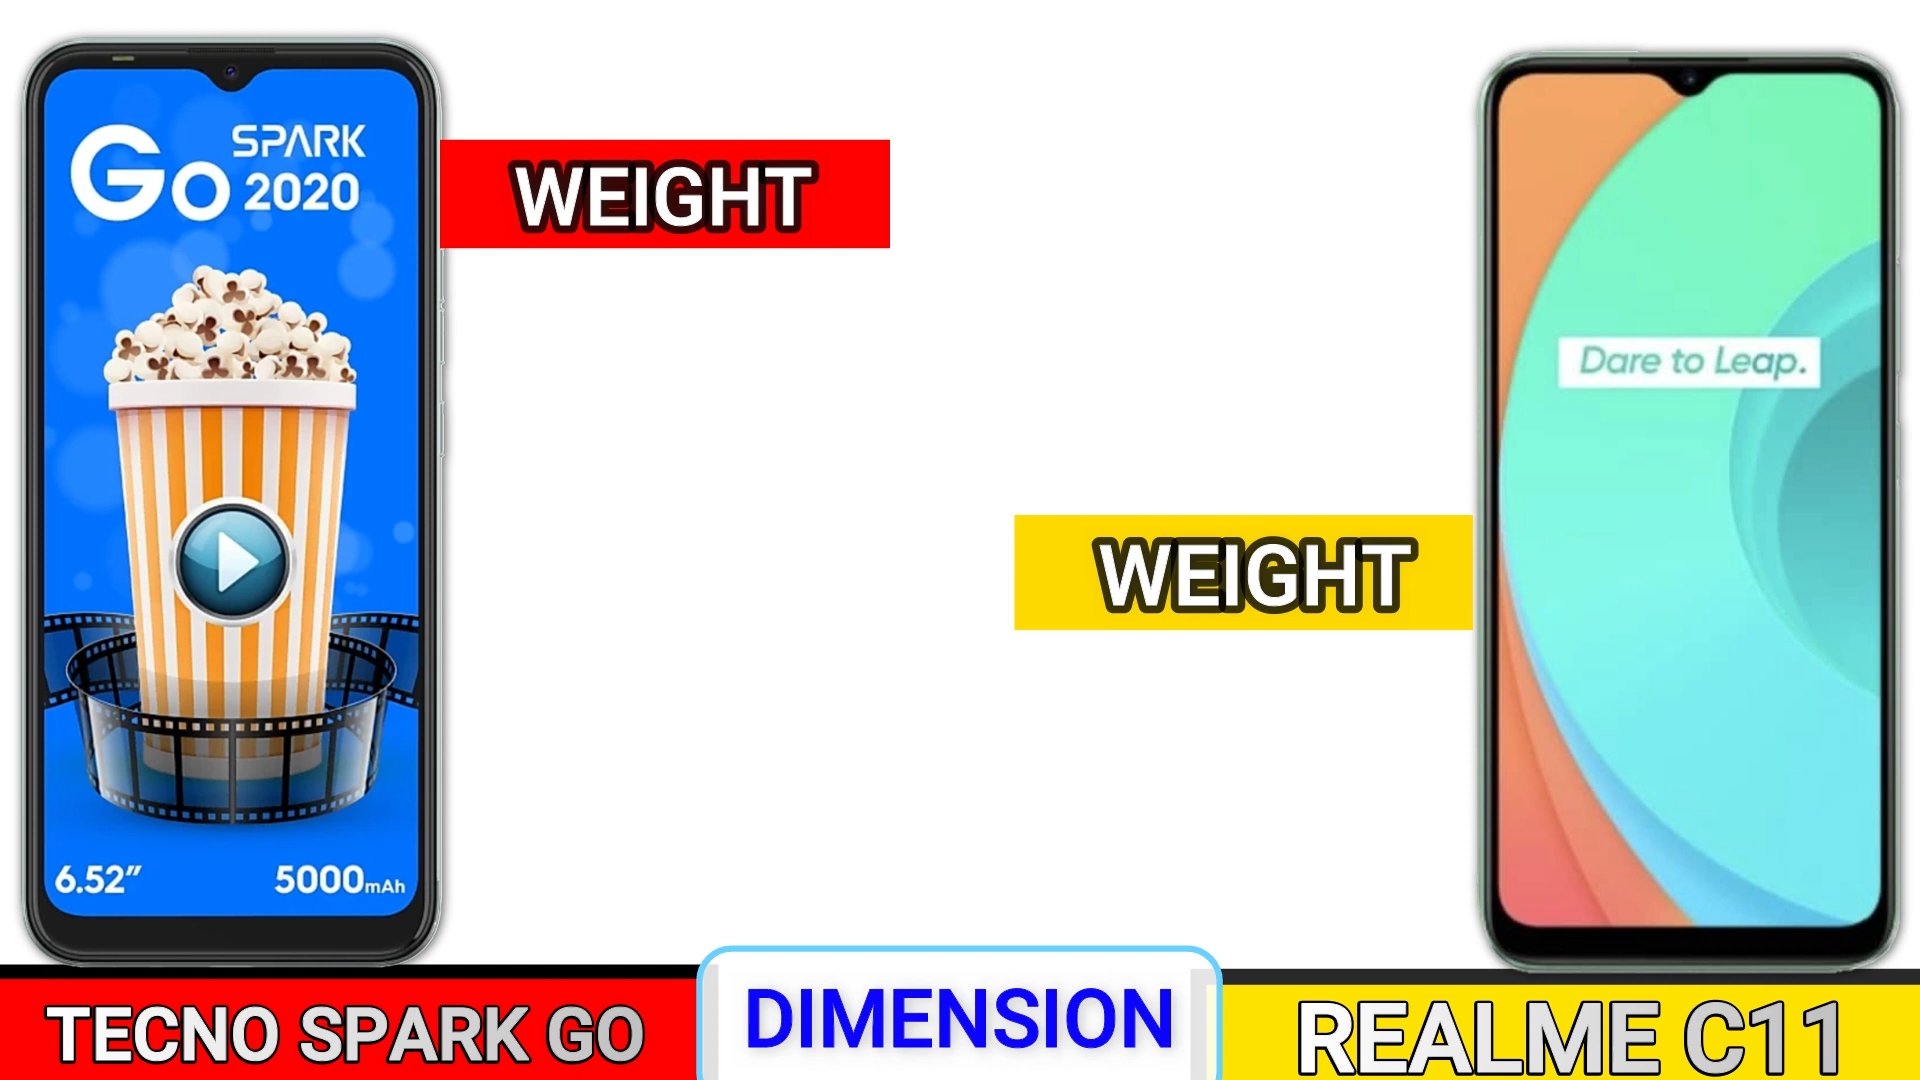 Go SPARK
2020
WEIGHT
Dare to Leap.
WEIGHT
6.52″ 5000mAh
TECNO SPARK GO
DIMENSION
REALME C11